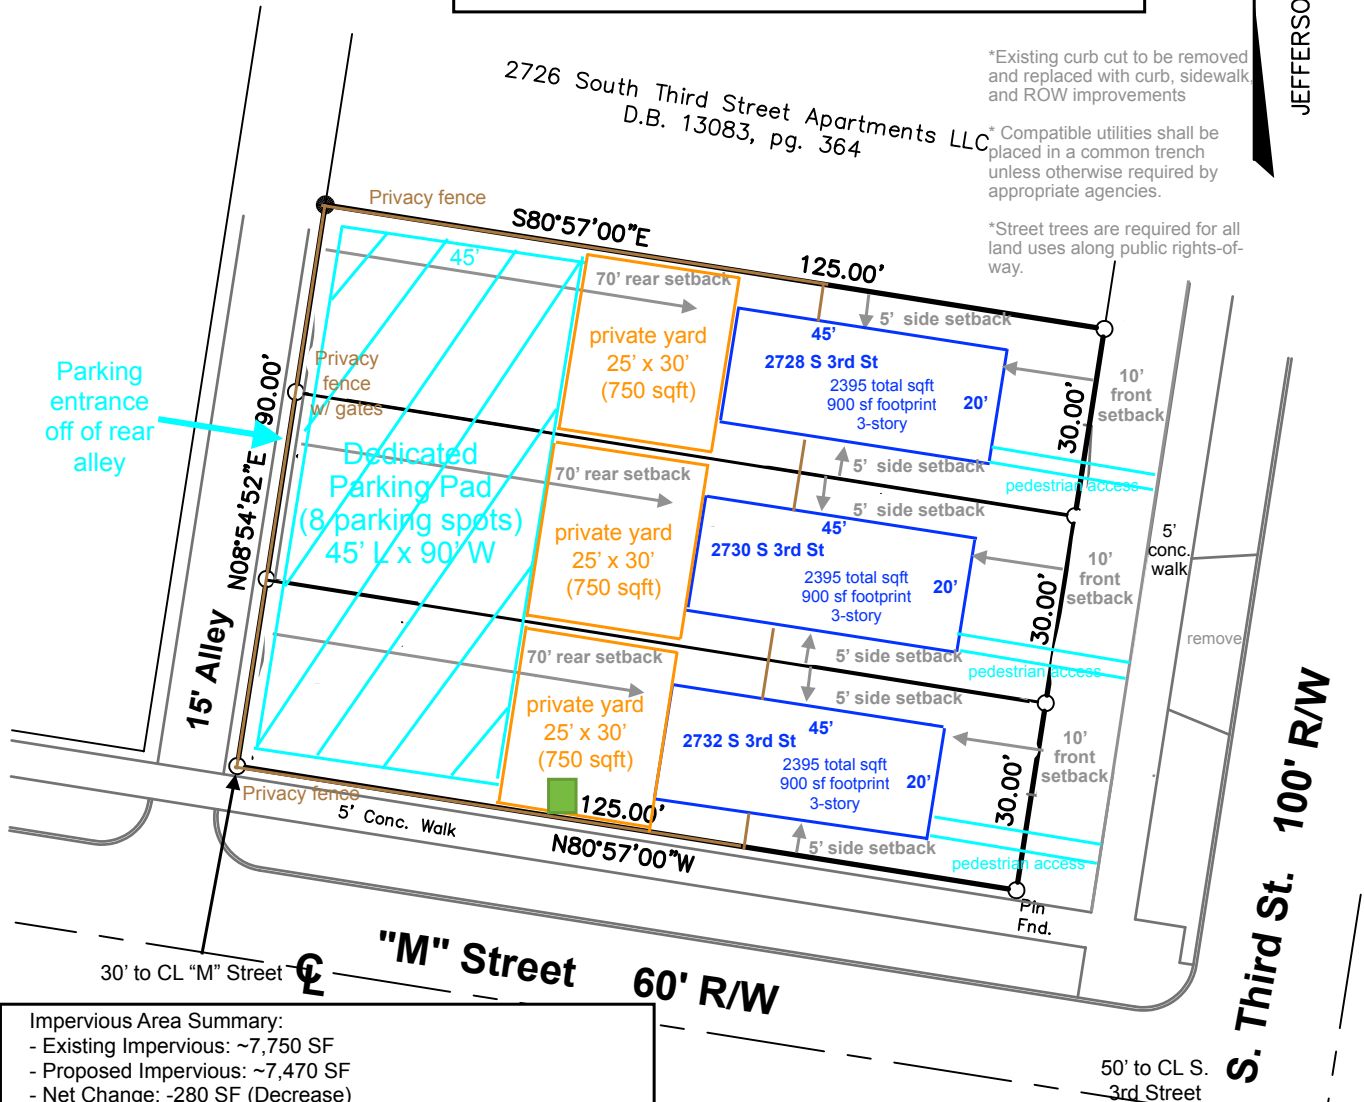 JEFFERSO
*Existing curb cut to be removed
and replaced with curb, sidewalk,
and ROW improvements
* Compatible utilities shall be
placed in a common trench
unless otherwise required by
appropriate agencies.
*Street trees are required for all
land uses along public rights-of-
way.
2726 South Third Street Apartments LLC
D.B. 13083, pg. 364
Privacy fence
S80°57'00"E
125.00'
45'
70' rear setback
private yard
25' x 30'
(750 sqft)
5' side setback
45'
2728 S 3rd St
2395 total sqft
900 sf footprint
3-story
20'
10'
front
setback
30.00'
Parking
entrance
off of rear
alley
Privacy
fence
w/ gates
N08°54'52"E 90.00'
Dedicated
Parking Pad
(8 parking spots)
45' L x 90' W
5' side setback
pedestrian access
70' rear setback
private yard
25' x 30'
(750 sqft)
5' side setback
45'
2730 S 3rd St
2395 total sqft
900 sf footprint
3-story
20'
10'
front
setback
30.00'
5'
conc.
walk
remove
15' Alley
5' side setback
pedestrian access
70' rear setback
private yard
25' x 30'
(750 sqft)
5' side setback
45'
2732 S 3rd St
2395 total sqft
900 sf footprint
3-story
20'
10'
front
setback
30.00'
5' side setback
pedestrian access
Privacy fence
125.00'
5' Conc. Walk
N80°57'00"W
Pin
Fnd.
30' to CL "M" Street
CL
"M" Street 60' R/W
S. Third St. 100' R/W
50' to CL S.
3rd Street
Impervious Area Summary:
- Existing Impervious: ~7,750 SF
- Proposed Impervious: ~7,470 SF
- Net Change: -280 SF (Decrease)